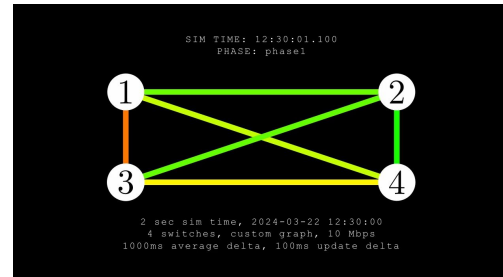 SIM TIME: 12:30:01.100
PHASE: phase1
1 2
3 4
2 sec sim time, 2024-03-22 12:30:00
4 switches, custom graph, 10 Mbps
1000ms average delta, 100ms update delta